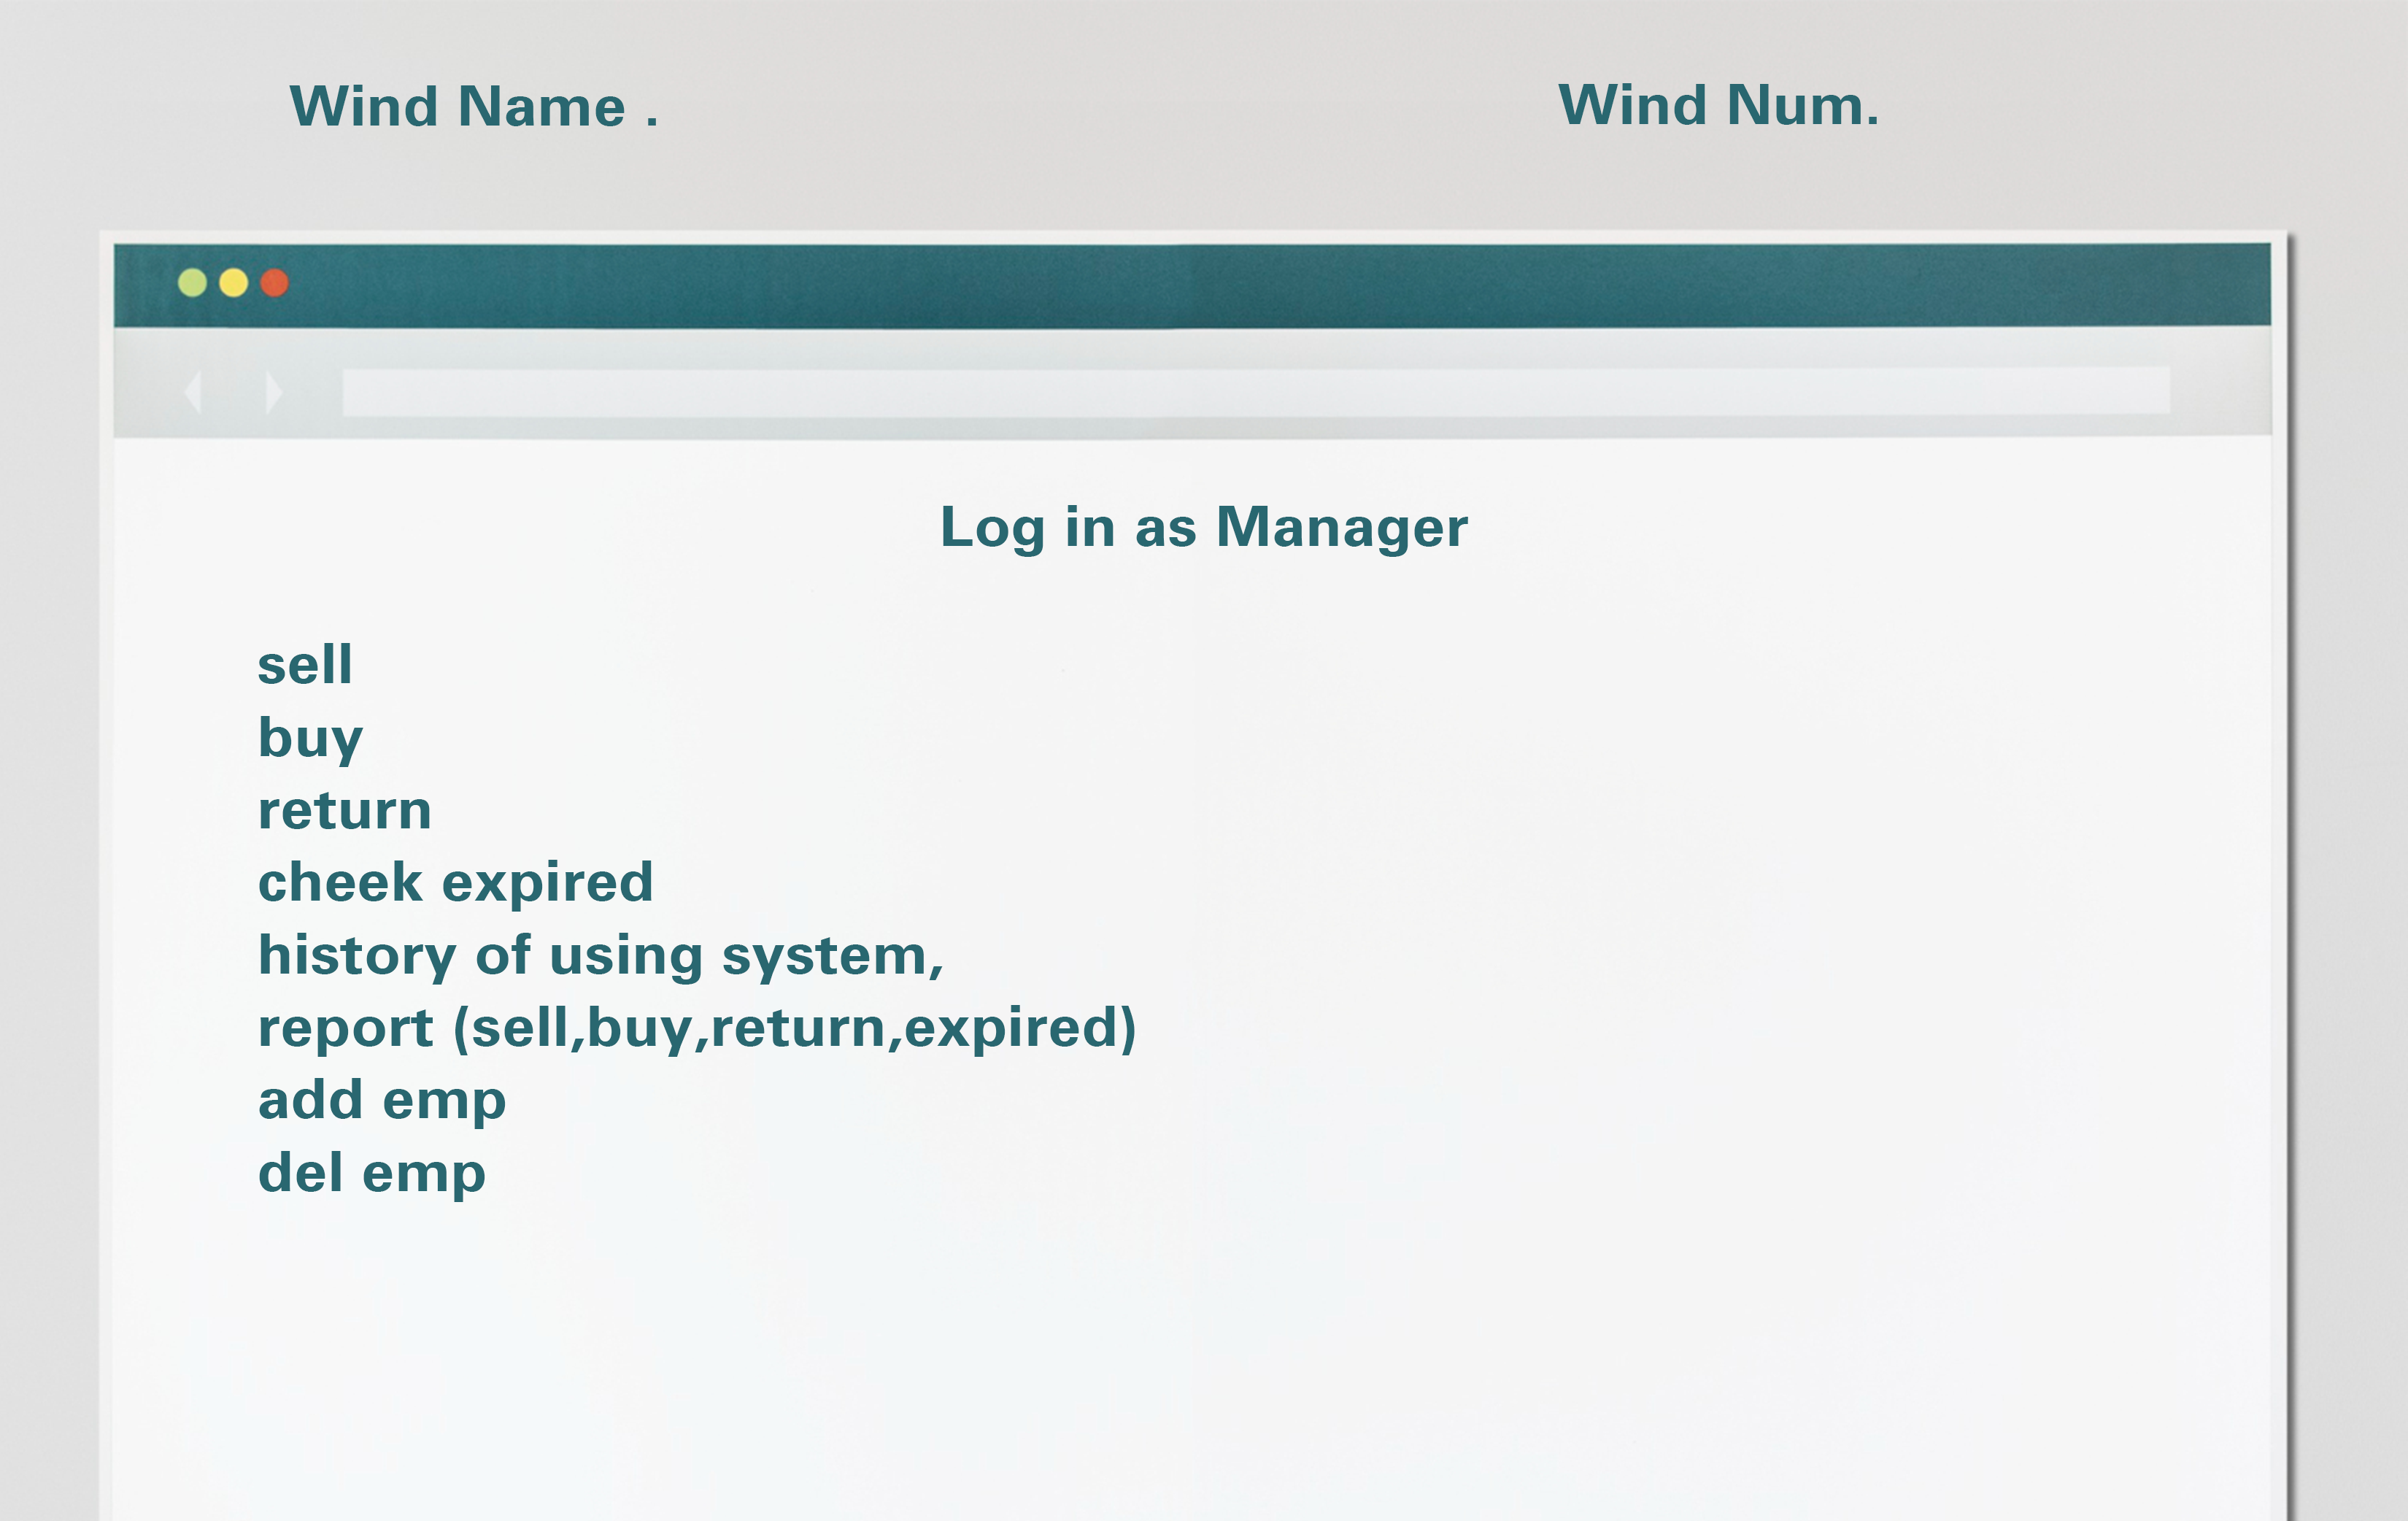 Wind Name .
Wind Num.
Log in as Manager
sell
buy
return
cheek expired
history of using system,
report (sell,buy,return,expired)
add emp
del emp